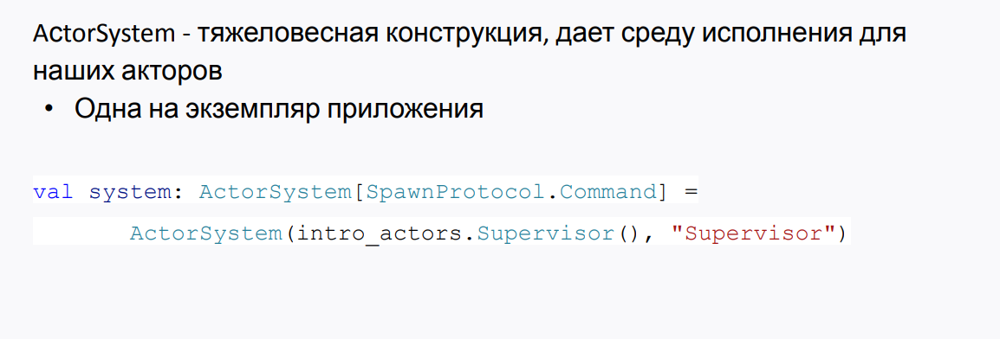 ActorSystem - тяжеловесная конструкция, дает среду исполнения для
наших акторов
• Одна на экземпляр приложения
val system: ActorSystem[SpawnProtocol.Command] =
ActorSystem(intro_actors.Supervisor(), "Supervisor")